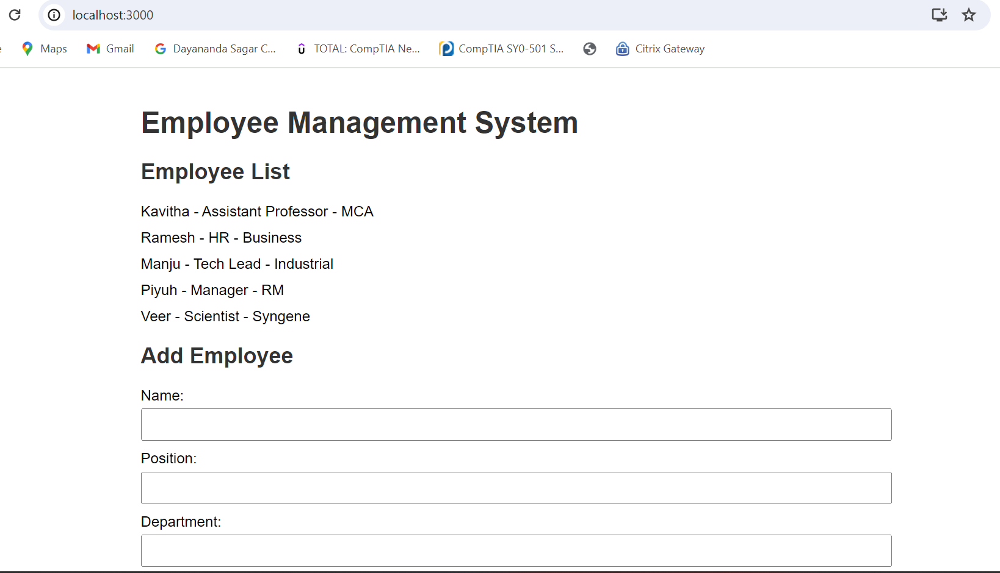 localhost:3000
Maps Gmail Dayananda Sagar C... TOTAL: CompTIA Ne... CompTIA SY0-501 S... Citrix Gateway
Employee Management System
Employee List
Kavitha - Assistant Professor - MCA
Ramesh - HR - Business
Manju - Tech Lead - Industrial
Piyuh - Manager - RM
Veer - Scientist - Syngene
Add Employee
Name:
Position:
Department: